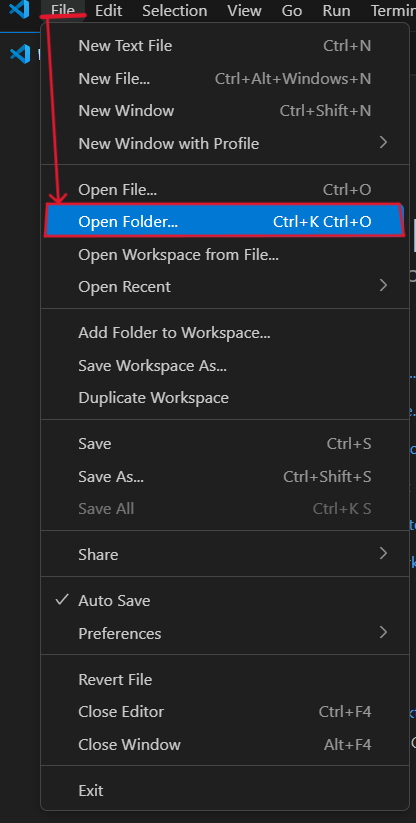 File Edit Selection View Go Run Termin
New Text File Ctrl+N
New File... Ctrl+Alt+Windows+N
New Window Ctrl+Shift+N
New Window with Profile
Open File... Ctrl+O
Open Folder... Ctrl+K Ctrl+O
Open Workspace from File...
Open Recent
Add Folder to Workspace...
Save Workspace As...
Duplicate Workspace
Save Ctrl+S
Save As... Ctrl+Shift+S
Save All Ctrl+K S
Share
Auto Save
Preferences
Revert File
Close Editor Ctrl+F4
Close Window Alt+F4
Exit